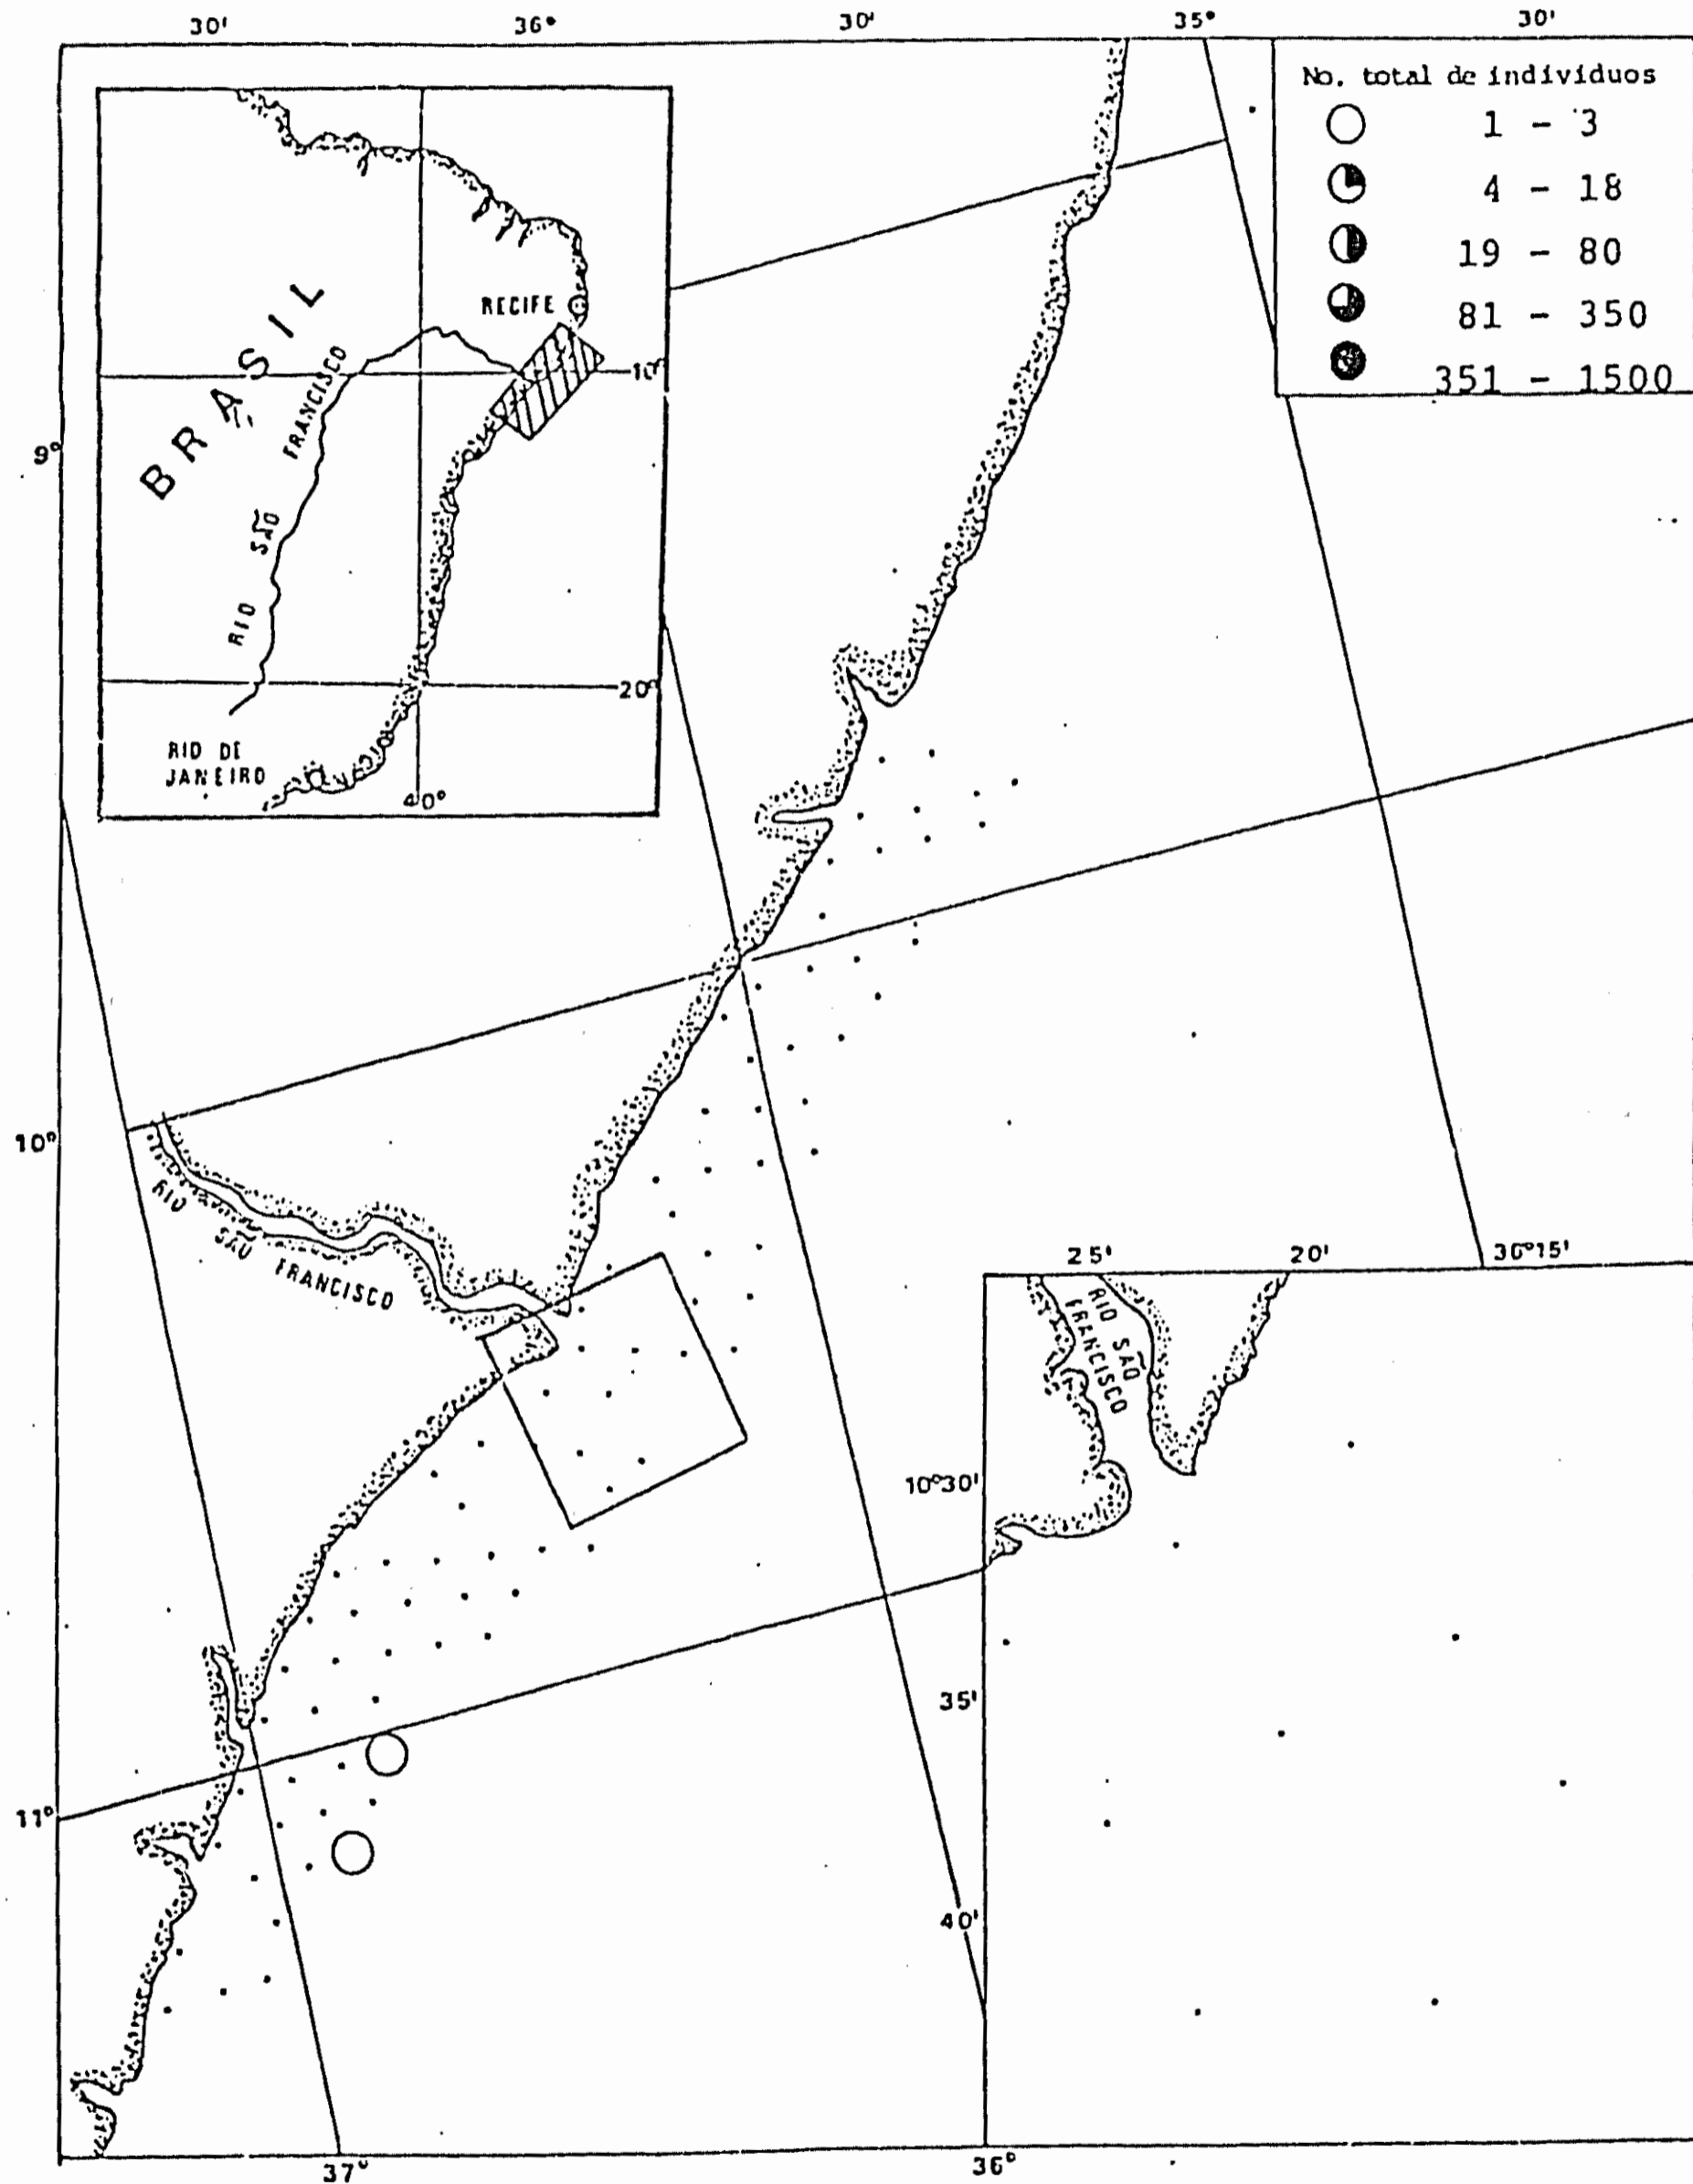 30' 36° 30' 35° 30'
No. total de indivíduos
1 - 3
4 - 18
19 - 80
81 - 350
351 - 1500
BRASIL
RECIFE
RIO SÃO FRANCISCO
10°
20°
RIO DE
JANEIRO
40°
9°
10°
RIO SÃO FRANCISCO
11°
25' 20' 36°15'
RIO SÃO
FRANCISCO
10°30'
35'
40'
37° 36°